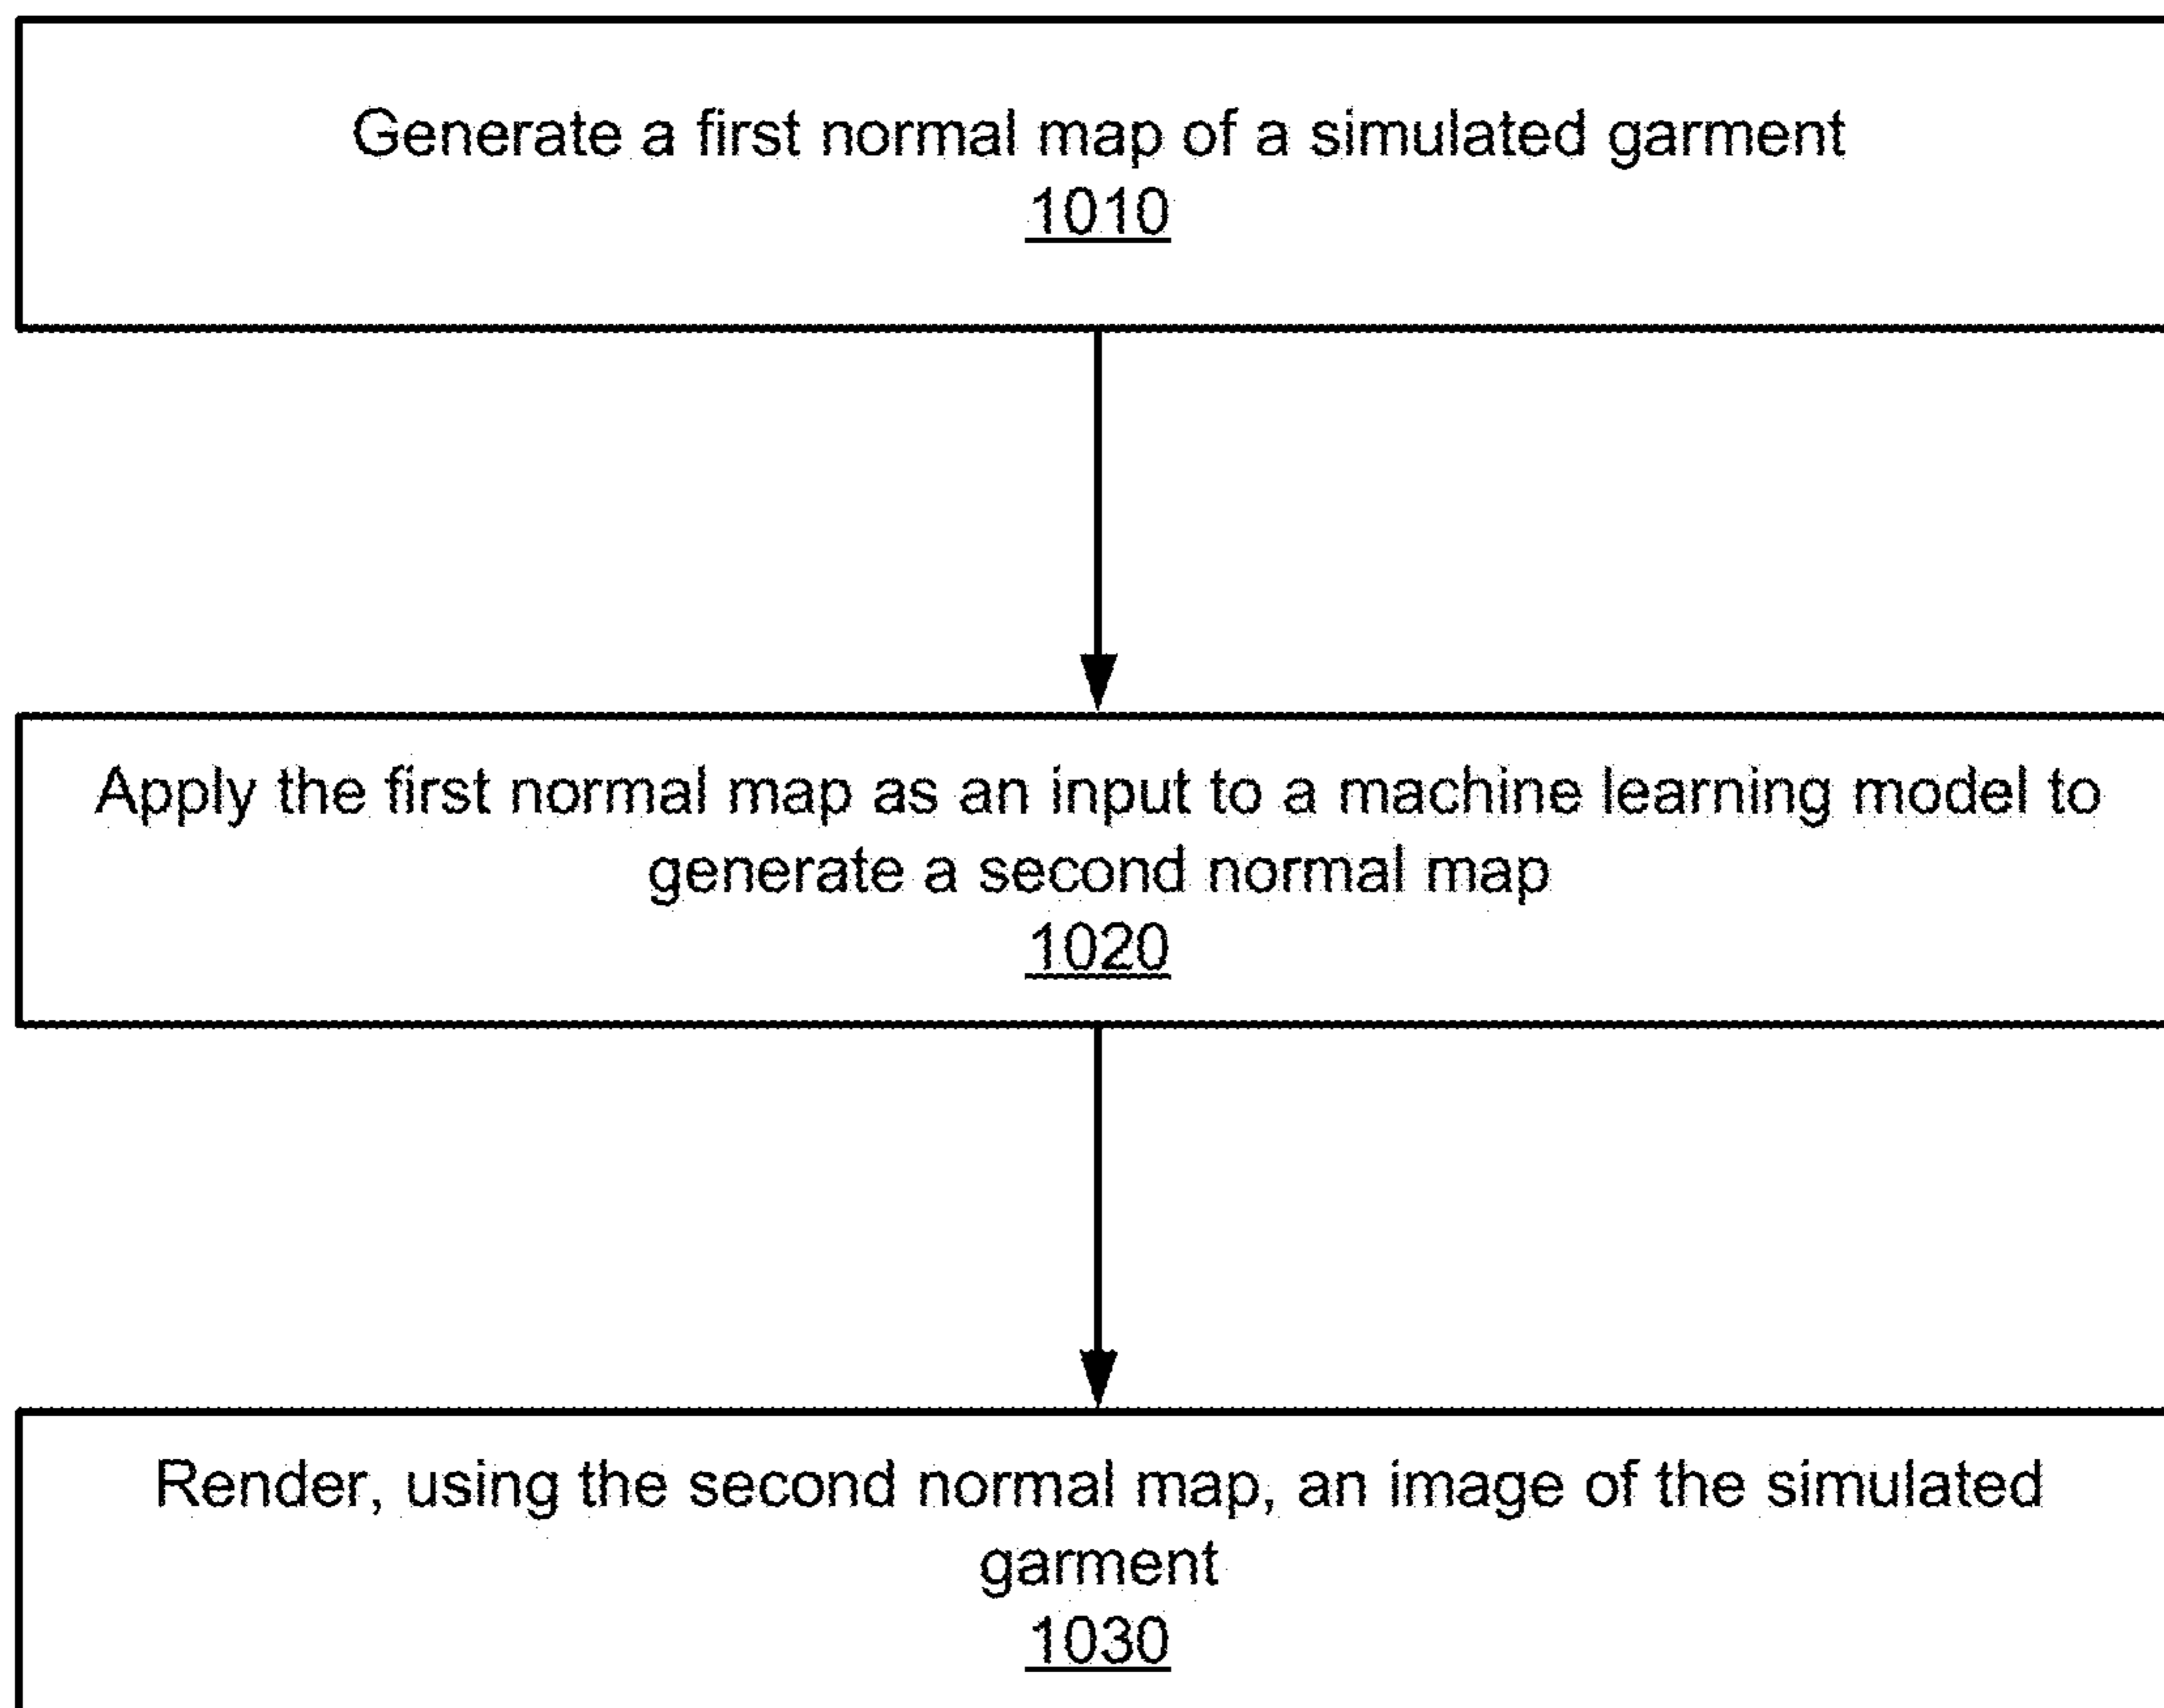 Generate a first normal map of a simulated garment
1010
Apply the first normal map as an input to a machine learning model to
generate a second normal map
1020
Render, using the second normal map, an image of the simulated
garment
1030